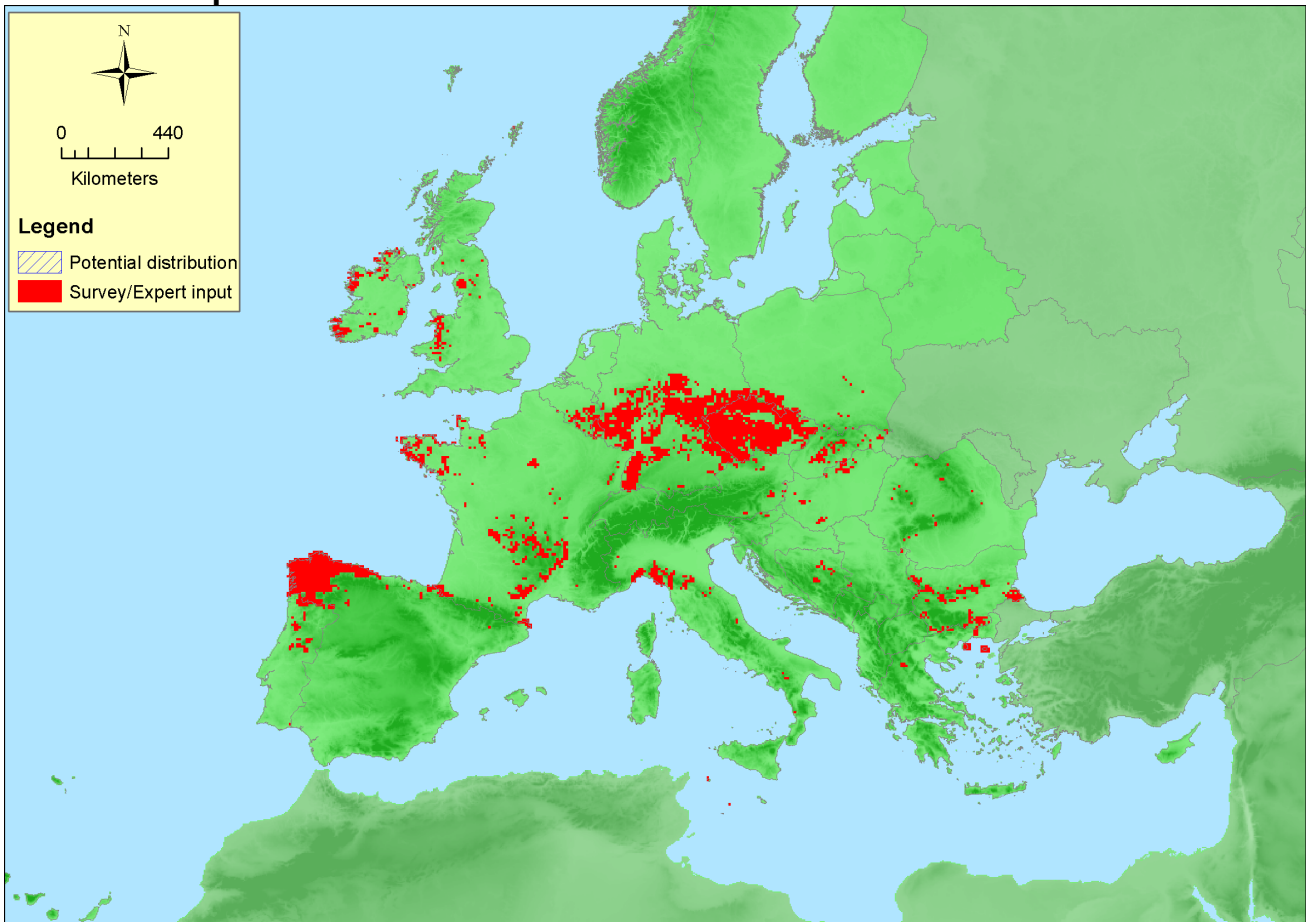 N
0 440
Kilometers
Legend
Potential distribution
Survey/Expert input